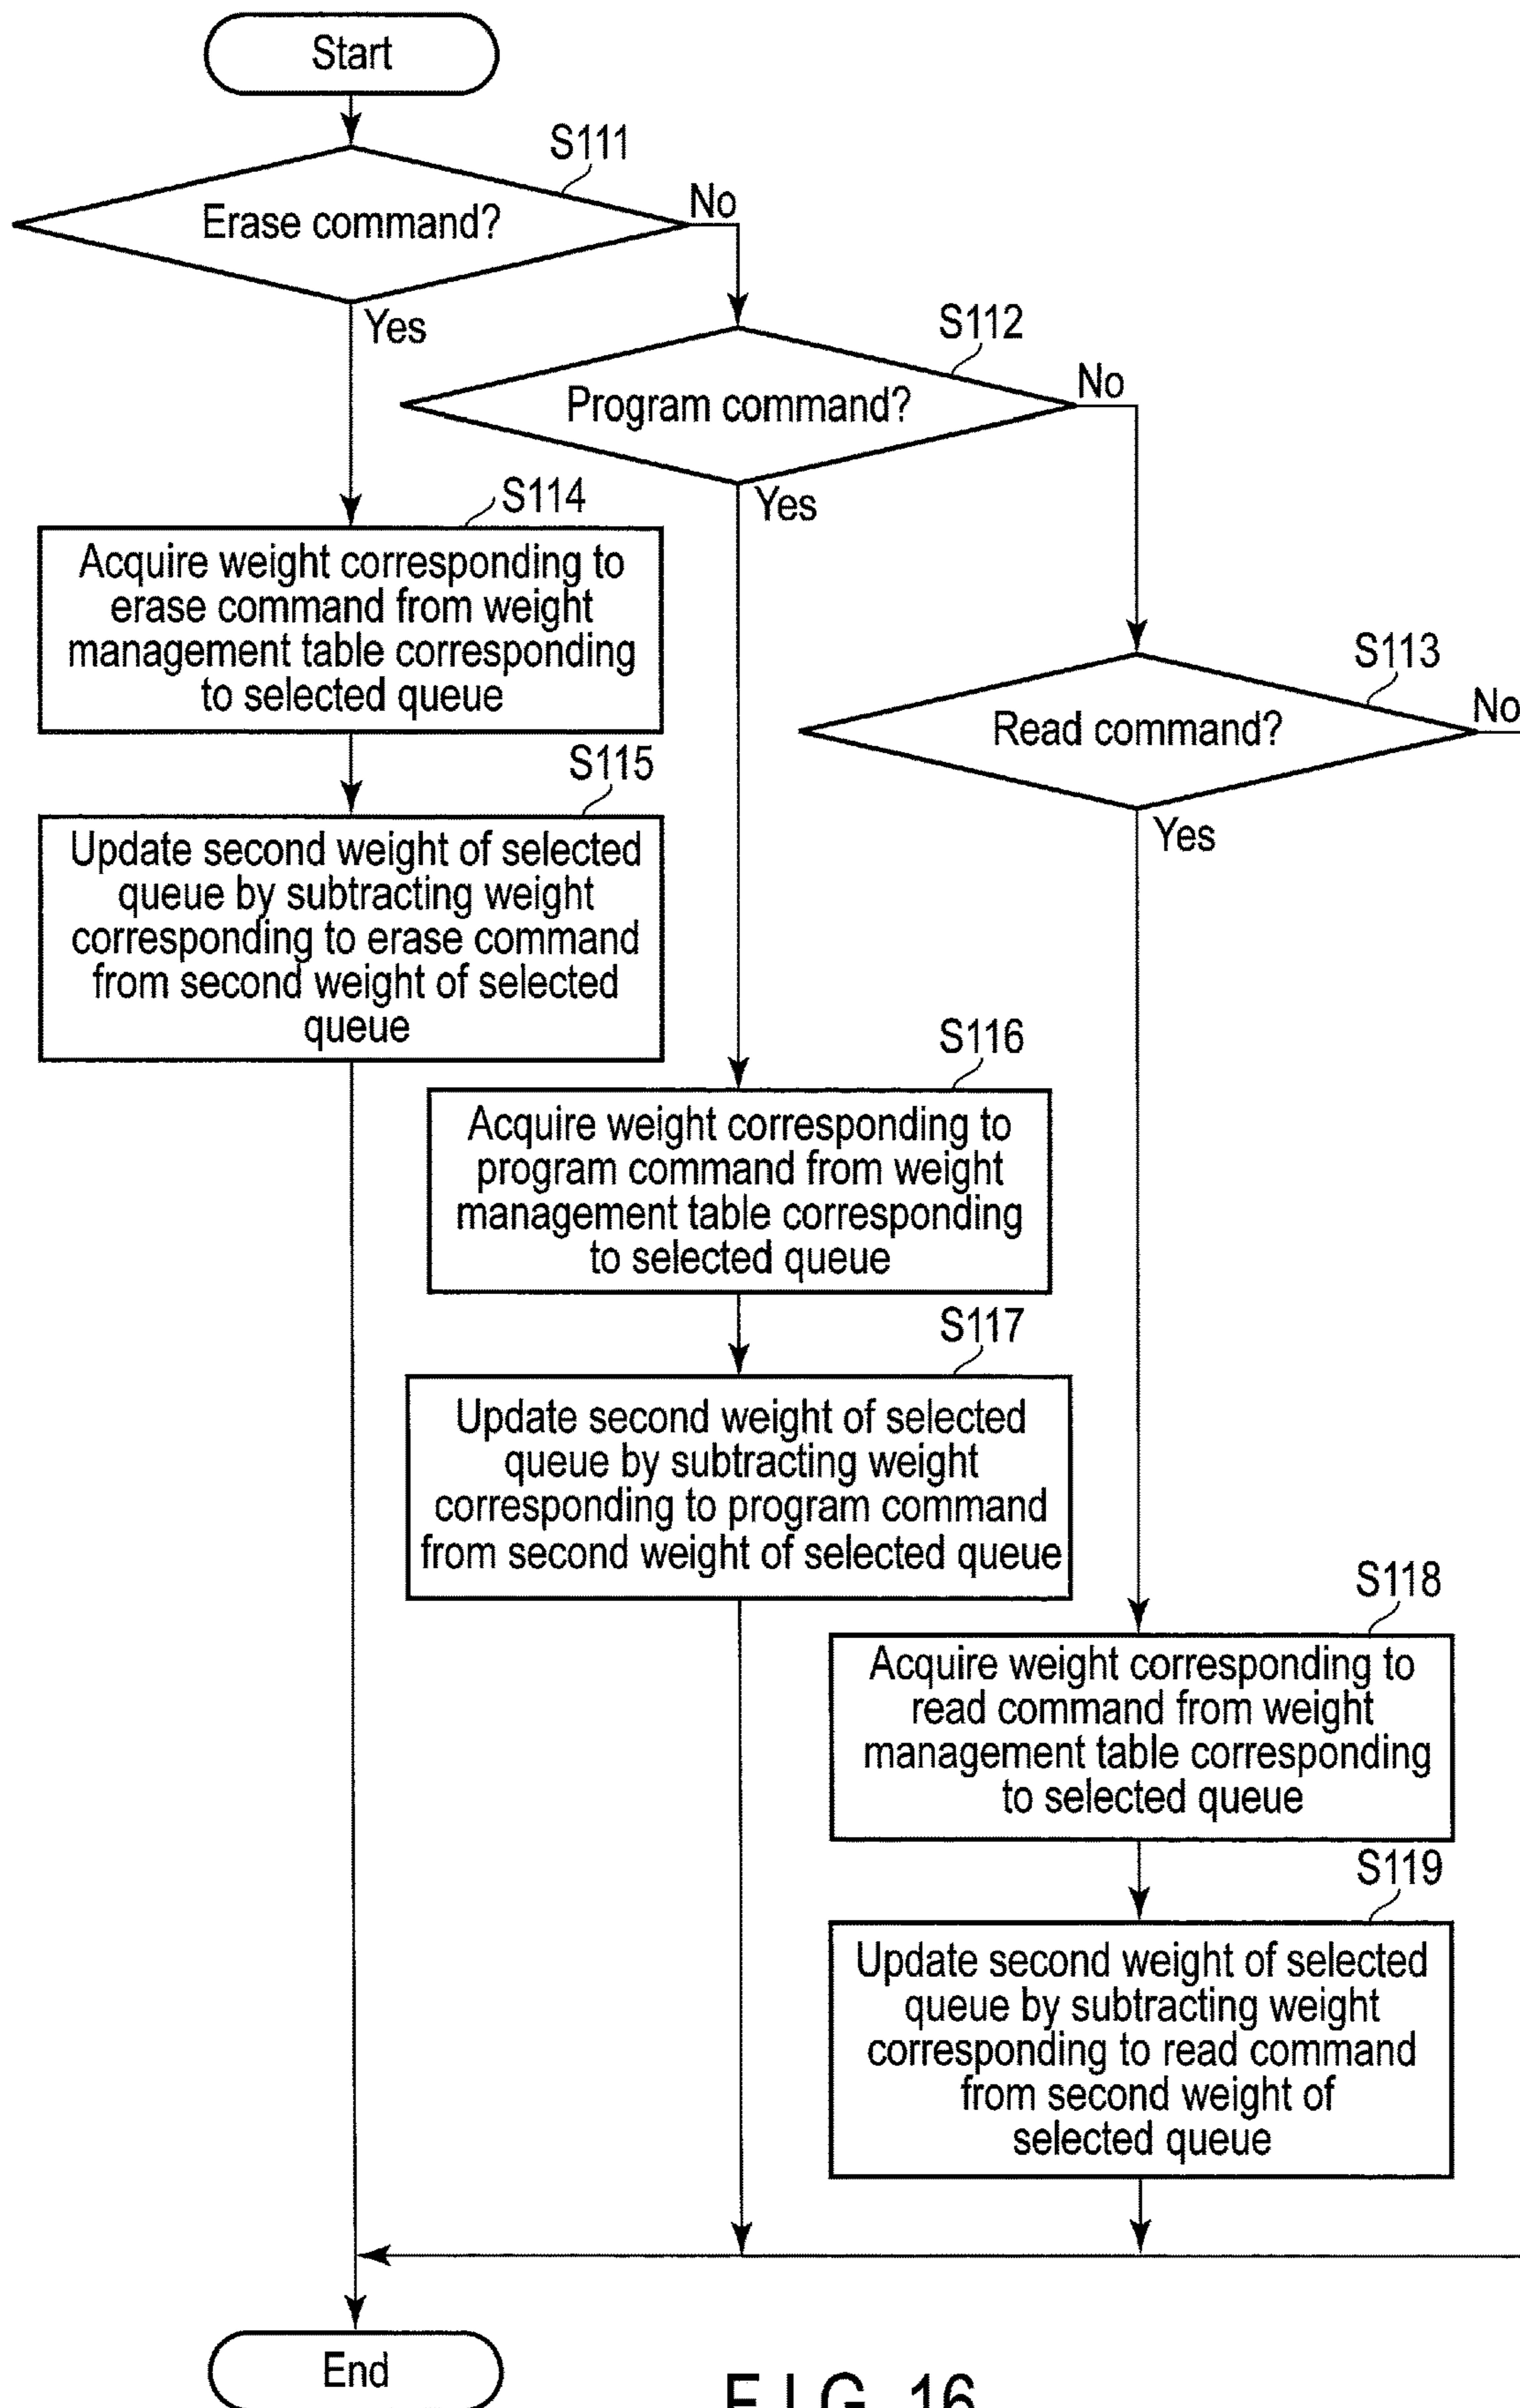 Start
S111
Erase command?
No
Yes
S112
Program command?
No
Yes
S113
Read command?
No
Yes
S114
Acquire weight corresponding to
erase command from weight
management table corresponding
to selected queue
S115
Update second weight of selected
queue by subtracting weight
corresponding to erase command
from second weight of selected
queue
S116
Acquire weight corresponding to
program command from weight
management table corresponding
to selected queue
S117
Update second weight of selected
queue by subtracting weight
corresponding to program command
from second weight of selected queue
S118
Acquire weight corresponding to
read command from weight
management table corresponding
to selected queue
S119
Update second weight of selected
queue by subtracting weight
corresponding to read command
from second weight of
selected queue
End
FIG. 16